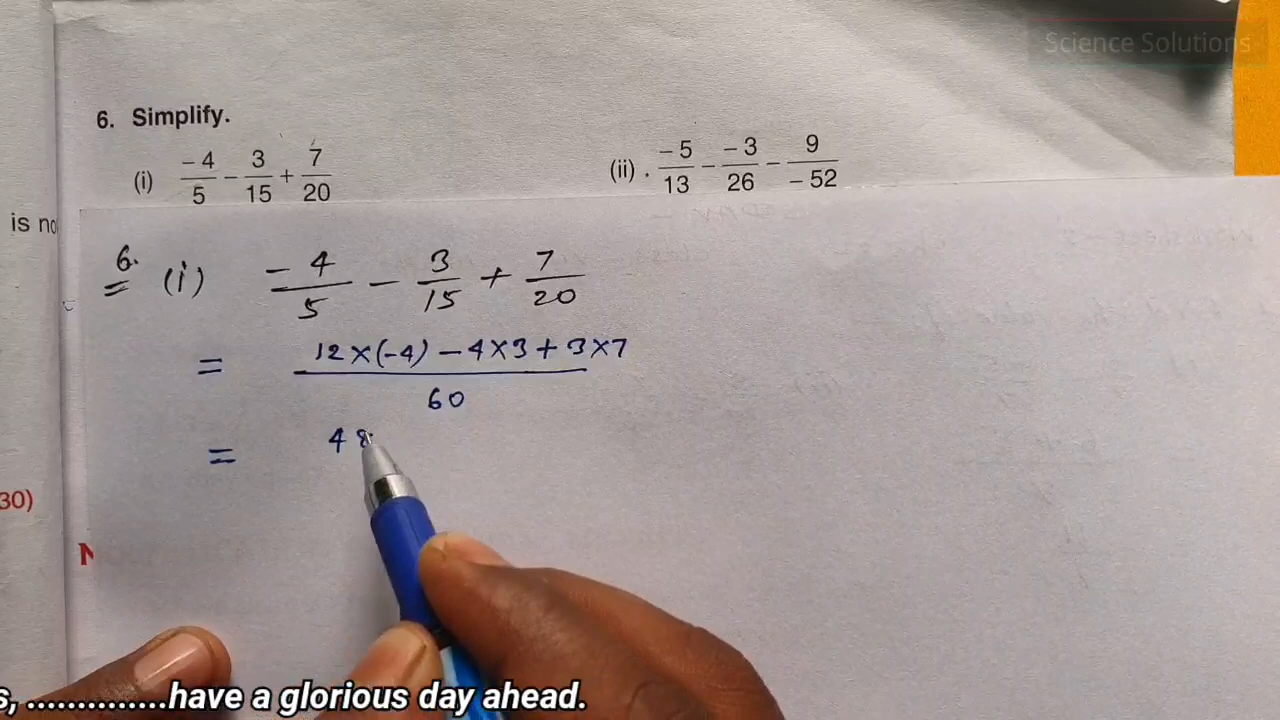 Science Solutions
6. Simplify.
(i) -4/5 - 3/15 + 7/20
(ii) . -5/13 - -3/26 - 9/-52
is no
6. (i) -4/5 - 3/15 + 7/20
= 12×(-4) - 4×3 + 3×7 / 60
= 48
30)
N
s, ..............have a glorious day ahead.